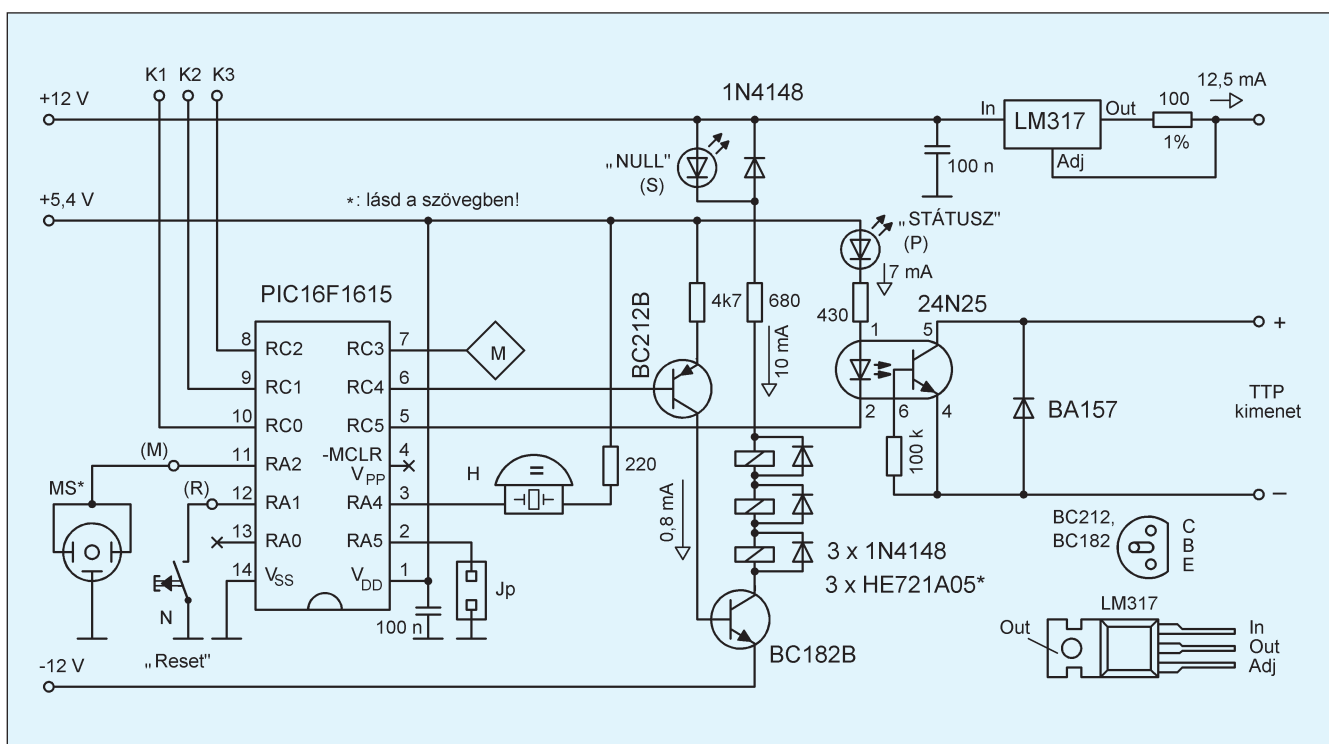 K1 K2 K3
+12 V
1N4148
12,5 mA
In
LM317
Out
100
1%
Adj
100 n
„NULL”
(S)
+5,4 V
*: lásd a szövegben!
„STÁTUSZ”
(P)
7 mA
PIC16F1615
BC212B
4k7
680
10 mA
430
24N25
1
5
2
6
4
100 k
BA157
+
TTP
kimenet
−
8 RC2 RC3 7
M
9 RC1 RC4 6
10 RC0 RC5 5
(M)
11 RA2 -MCLR 4
VPP
H
=
220
MS*
(R)
12 RA1 RA4 3
13 RA0 RA5 2
14 VSS VDD 1
Jp
100 n
N
„Reset”
0,8 mA
3 x 1N4148
3 x HE721A05*
BC182B
BC212,
BC182
C
B
E
LM317
Out
In
Out
Adj
-12 V